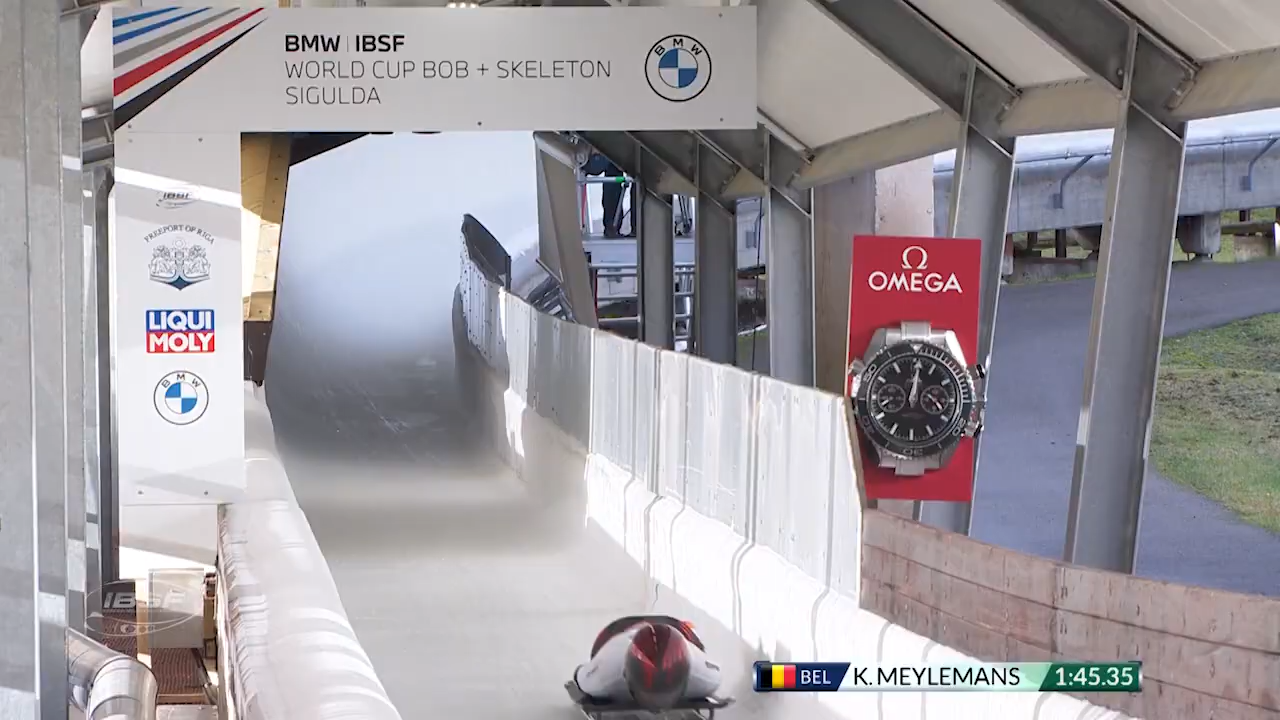 BMW | IBSF
WORLD CUP BOB + SKELETON
SIGULDA
BMW
IBSF
FREEPORT OF RIGA
LIQUI
MOLY
BMW
Ω
OMEGA
IBSF
BEL K. MEYLEMANS 1:45.35